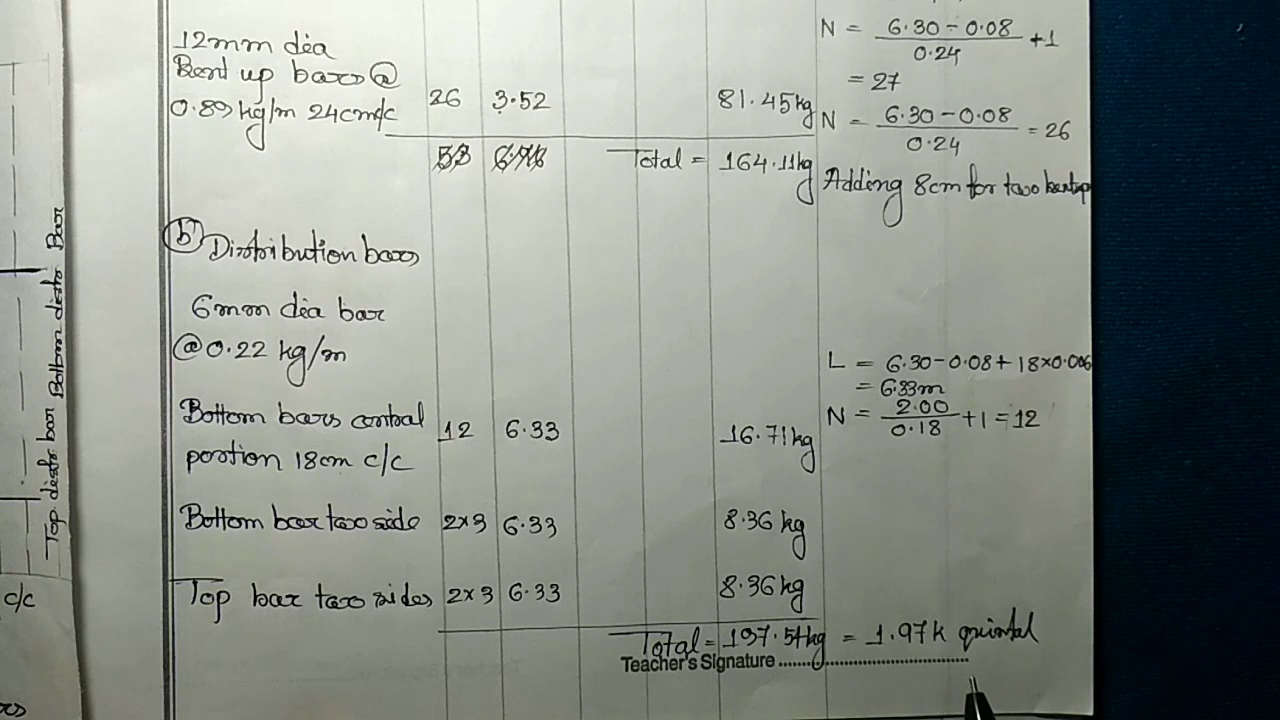 N = 6.30-0.08 / 0.24 +1
12mm dia
Bent up bars @
= 27
0.89 kg/m 24cm c/c 26 3.52 81.45kg
N = 6.30-0.08 / 0.24 = 26
Total = 164.11kg
Adding 8cm for two bentup
(b) Distribution bars
6mm dia bar
@ 0.22 kg/m
L = 6.30-0.08+18×0.006
= 6.33m
Bottom bars central 12 6.33 16.71kg
N = 2.00 / 0.18 +1 = 12
portion 18cm c/c
Bottom bar two side 2×3 6.33 8.36 kg
Top bar two sides 2×3 6.33 8.36 kg
Total = 197.54kg = 1.97k quintal
Teacher's Signature
Top distr bar Bottom distr Bar
c/c